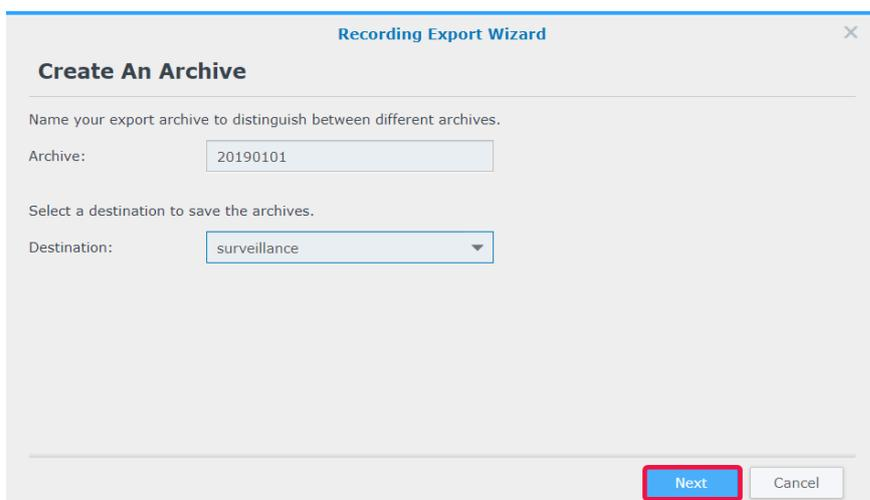 Recording Export Wizard
Create An Archive
Name your export archive to distinguish between different archives.
Archive: 20190101
Select a destination to save the archives.
Destination: surveillance
Next Cancel